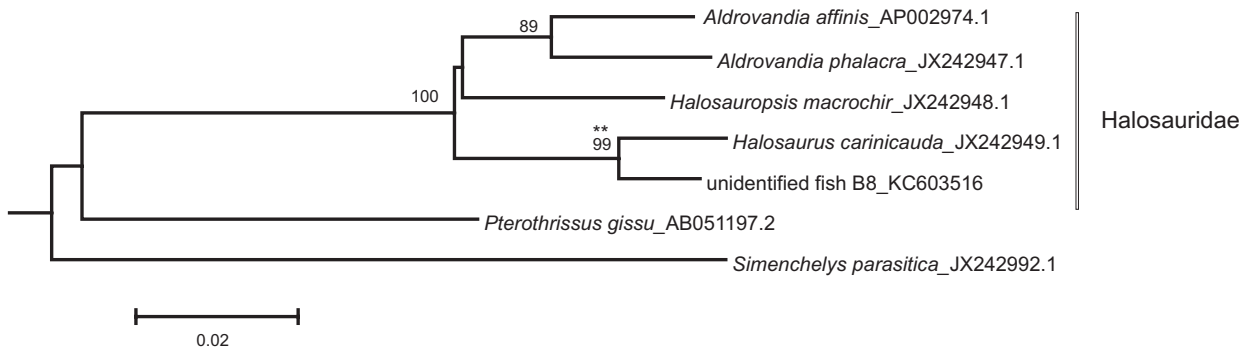 Aldrovandia affinis_AP002974.1
89
Aldrovandia phalacra_JX242947.1
100
Halosauropsis macrochir_JX242948.1
Halosauridae
**
99
Halosaurus carinicauda_JX242949.1
unidentified fish B8_KC603516
Pterothrissus gissu_AB051197.2
Simenchelys parasitica_JX242992.1
0.02